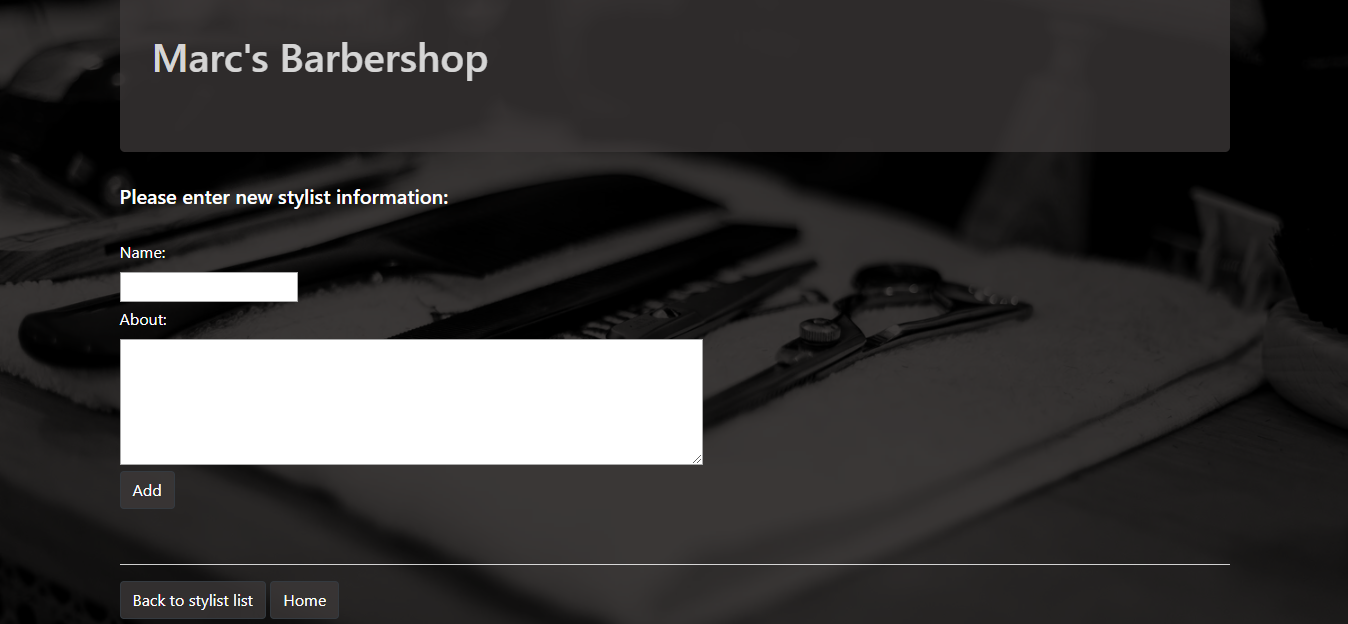 Marc's Barbershop
Please enter new stylist information:
Name:
About:
Add
Back to stylist list Home